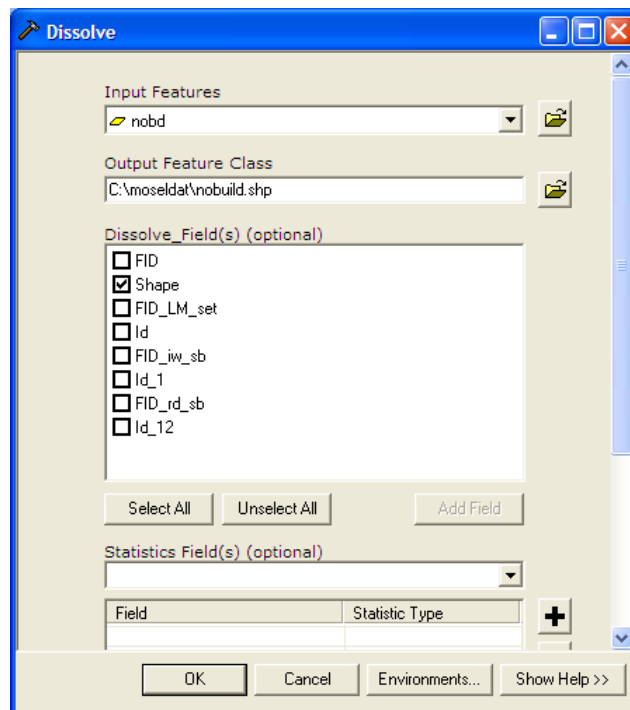 Dissolve
Input Features
nobd
Output Feature Class
C:\moseldat\nobuild.shp
Dissolve_Field(s) (optional)
FID
Shape
FID_LM_set
Id
FID_iw_sb
Id_1
FID_rd_sb
Id_12
Select All Unselect All Add Field
Statistics Field(s) (optional)
Field Statistic Type
OK Cancel Environments... Show Help >>